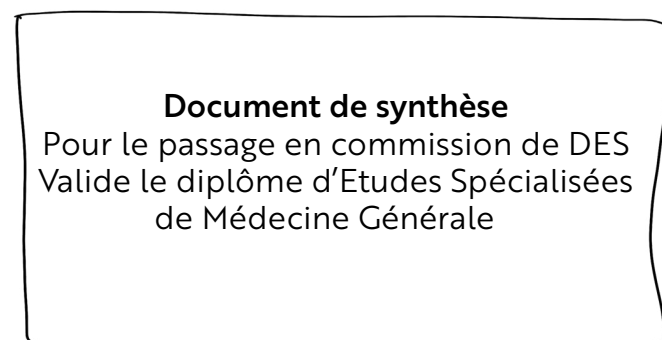 Document de synthèse
Pour le passage en commission de DES
Valide le diplôme d’Etudes Spécialisées
de Médecine Générale